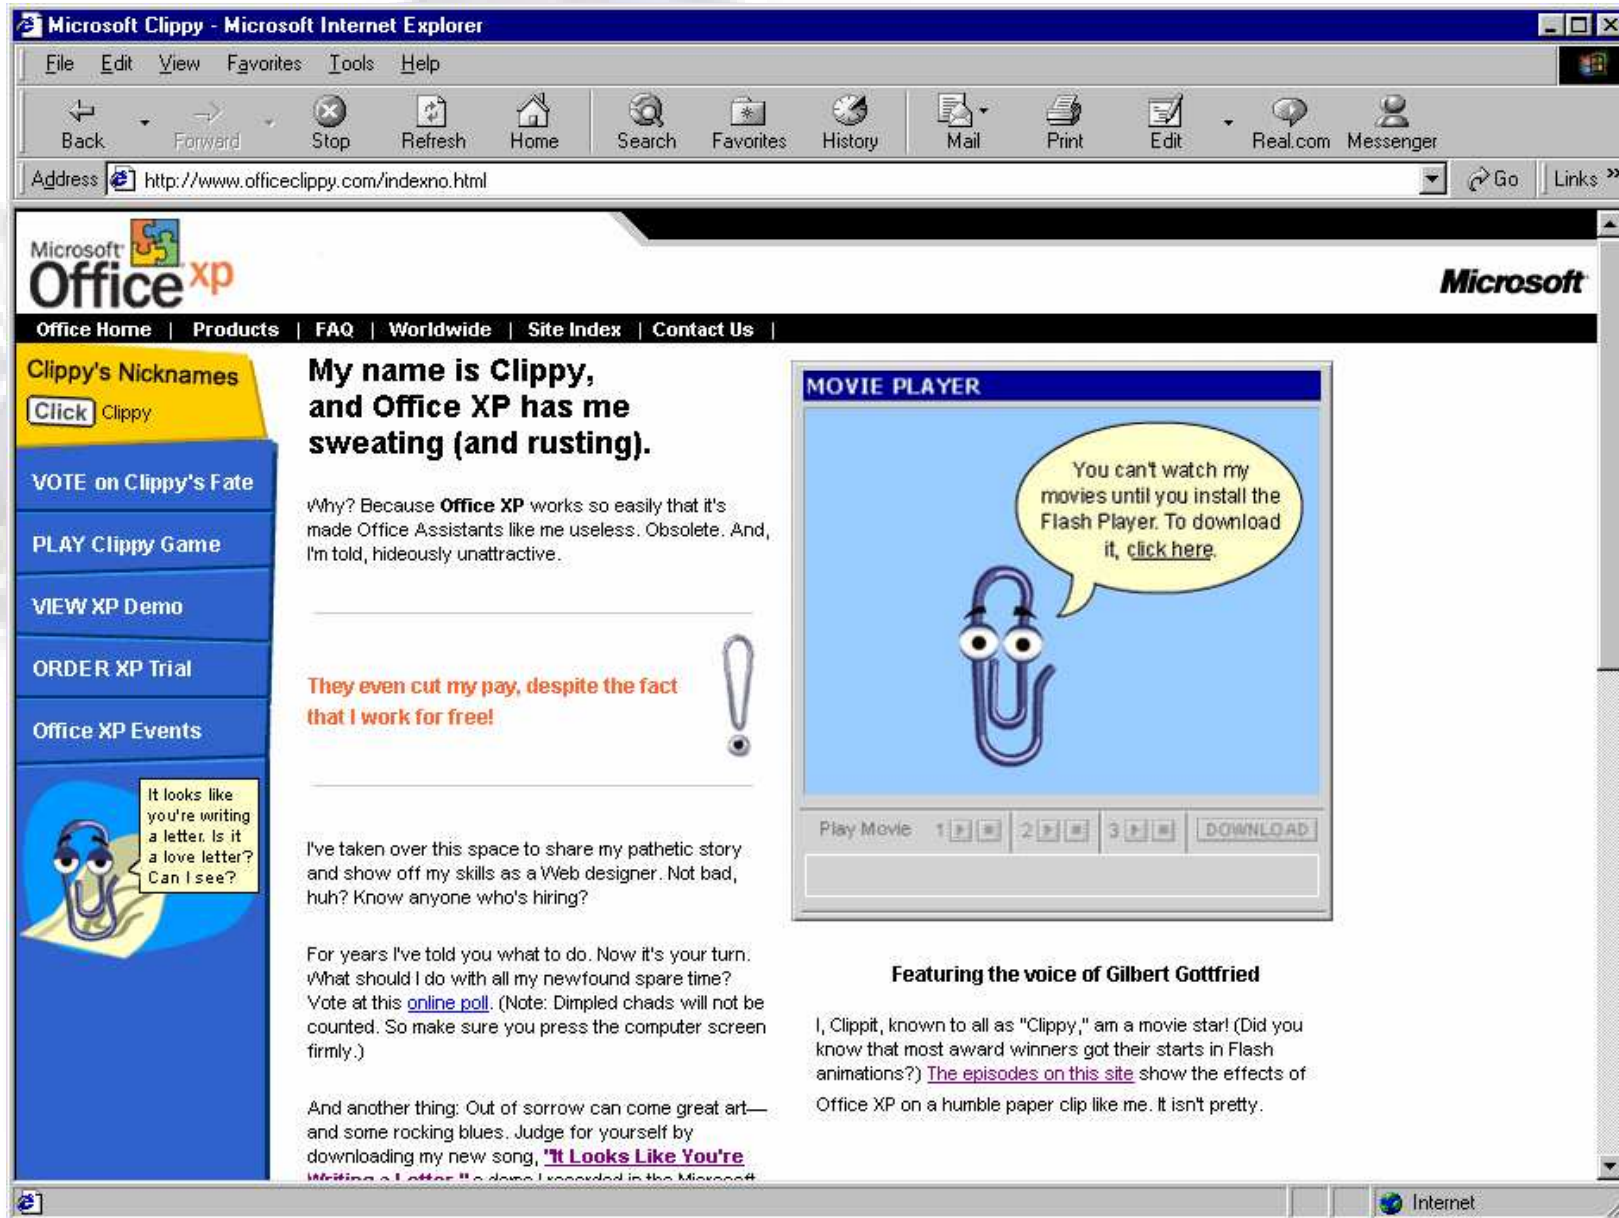 Microsoft Clippy - Microsoft Internet Explorer
File Edit View Favorites Tools Help
Back Forward Stop Refresh Home Search Favorites History Mail Print Edit Real.com Messenger
Address http://www.officeclippy.com/indexno.html Go Links »
Microsoft
Office xp
Microsoft
Office Home | Products | FAQ | Worldwide | Site Index | Contact Us |
Clippy's Nicknames
Click Clippy
VOTE on Clippy's Fate
PLAY Clippy Game
VIEW XP Demo
ORDER XP Trial
Office XP Events
It looks like
you're writing
a letter. Is it
a love letter?
Can I see?
My name is Clippy,
and Office XP has me
sweating (and rusting).
Why? Because Office XP works so easily that it's
made Office Assistants like me useless. Obsolete. And,
I'm told, hideously unattractive.
They even cut my pay, despite the fact
that I work for free!
I've taken over this space to share my pathetic story
and show off my skills as a Web designer. Not bad,
huh? Know anyone who's hiring?
For years I've told you what to do. Now it's your turn.
What should I do with all my newfound spare time?
Vote at this online poll. (Note: Dimpled chads will not be
counted. So make sure you press the computer screen
firmly.)
And another thing: Out of sorrow can come great art—
and some rocking blues. Judge for yourself by
downloading my new song, "It Looks Like You're
Writing a Letter," a demo I recorded in the Microsoft
MOVIE PLAYER
You can't watch my
movies until you install the
Flash Player. To download
it, click here.
Play Movie 1 2 3 DOWNLOAD
Featuring the voice of Gilbert Gottfried
I, Clippit, known to all as "Clippy," am a movie star! (Did you
know that most award winners got their starts in Flash
animations?) The episodes on this site show the effects of
Office XP on a humble paper clip like me. It isn't pretty.
Internet